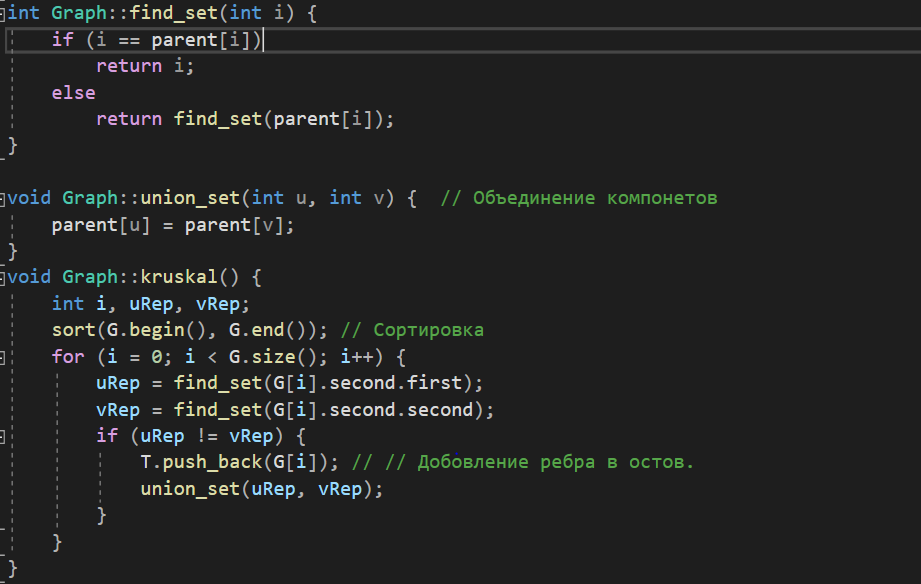 int Graph::find_set(int i) {
    if (i == parent[i])
        return i;
    else
        return find_set(parent[i]);
}
void Graph::union_set(int u, int v) {  // Объединение компонетов
    parent[u] = parent[v];
}
void Graph::kruskal() {
    int i, uRep, vRep;
    sort(G.begin(), G.end()); // Сортировка
    for (i = 0; i < G.size(); i++) {
        uRep = find_set(G[i].second.first);
        vRep = find_set(G[i].second.second);
        if (uRep != vRep) {
            T.push_back(G[i]); // // Добовление ребра в остов.
            union_set(uRep, vRep);
        }
    }
}